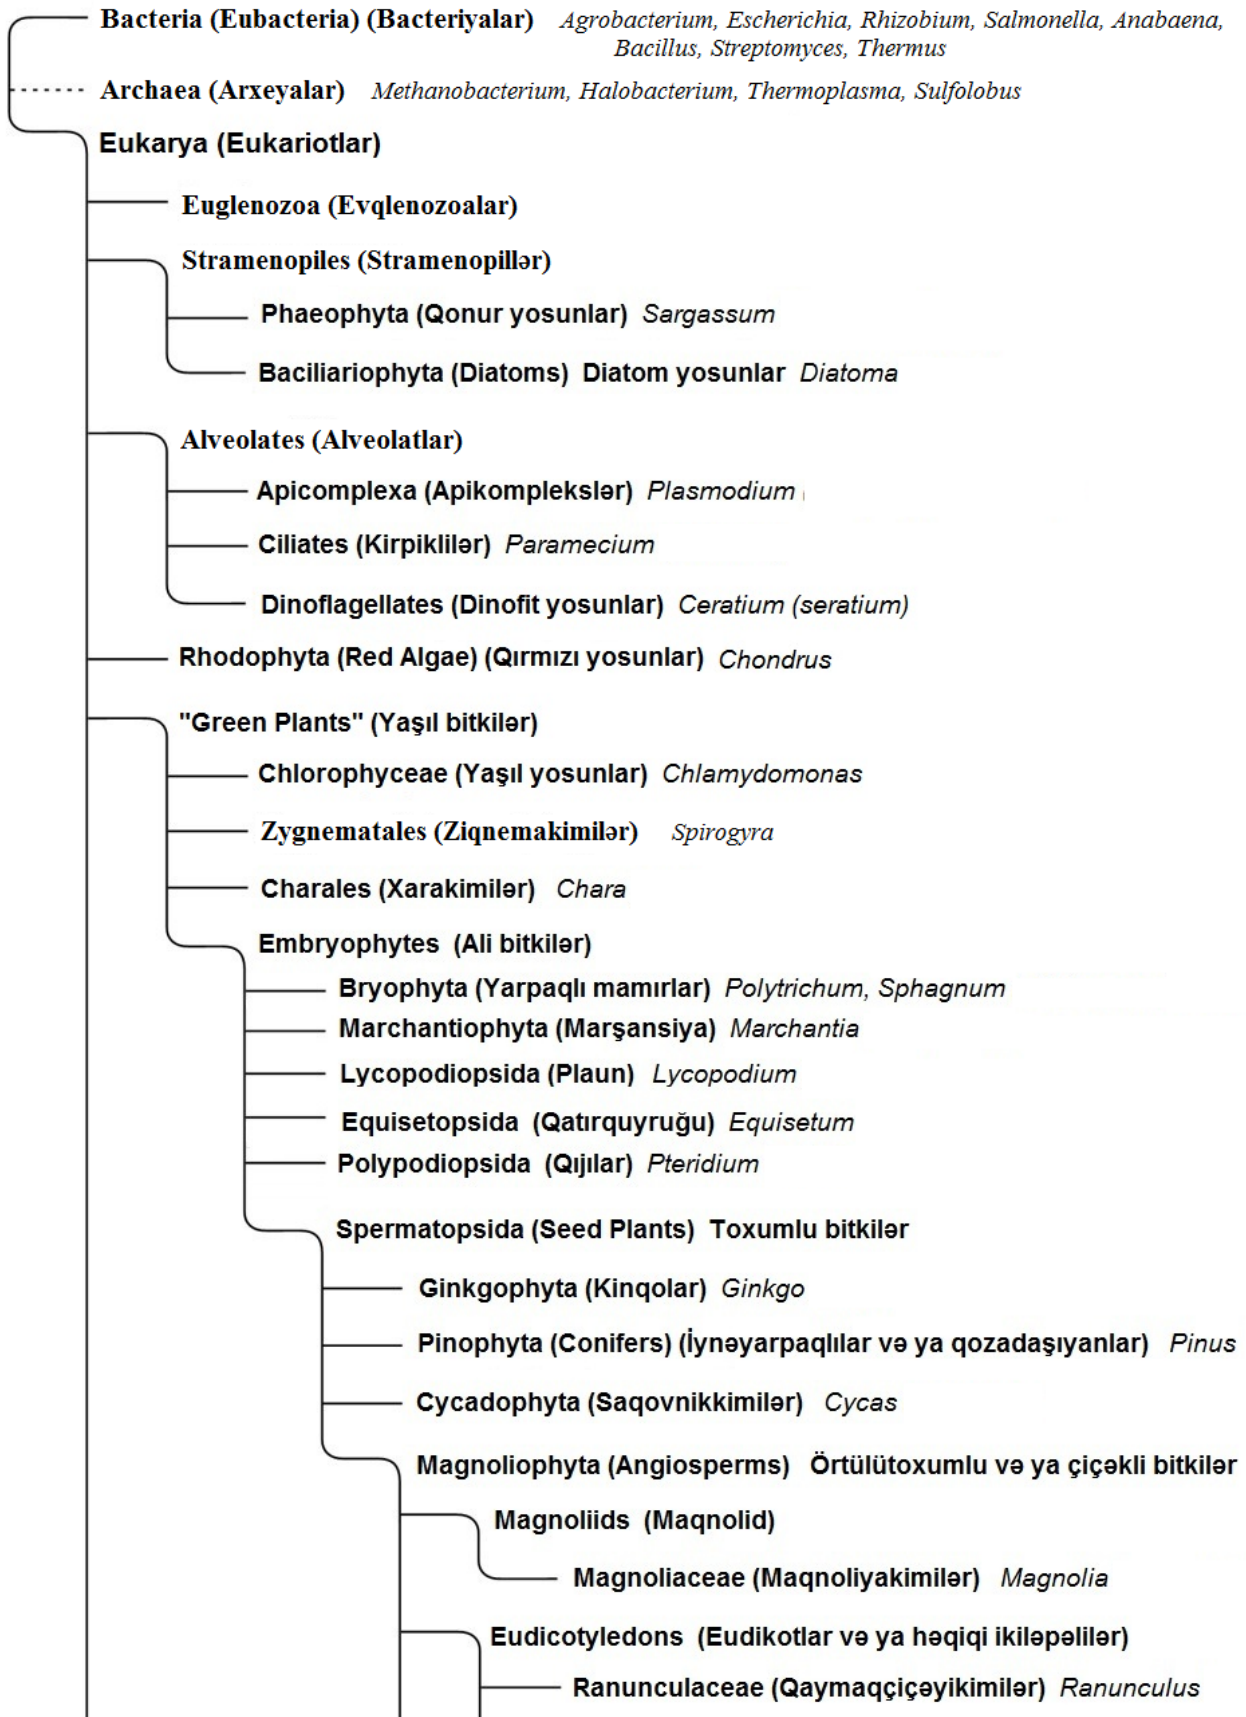 Bacteria (Eubacteria) (Bacteriyalar) Agrobacterium, Escherichia, Rhizobium, Salmonella, Anabaena,
Bacillus, Streptomyces, Thermus
Archaea (Arxeyalar) Methanobacterium, Halobacterium, Thermoplasma, Sulfolobus
Eukarya (Eukariotlar)
Euglenozoa (Evqlenozoalar)
Stramenopiles (Stramenopillər)
Phaeophyta (Qonur yosunlar) Sargassum
Baciliariophyta (Diatoms) Diatom yosunlar Diatoma
Alveolates (Alveolatlar)
Apicomplexa (Apikomplekslər) Plasmodium
Ciliates (Kirpiklilər) Paramecium
Dinoflagellates (Dinofit yosunlar) Ceratium (seratium)
Rhodophyta (Red Algae) (Qırmızı yosunlar) Chondrus
"Green Plants" (Yaşıl bitkilər)
Chlorophyceae (Yaşıl yosunlar) Chlamydomonas
Zygnematales (Ziqnemakimilər) Spirogyra
Charales (Xarakimilər) Chara
Embryophytes (Ali bitkilər)
Bryophyta (Yarpaqlı mamırlar) Polytrichum, Sphagnum
Marchantiophyta (Marşansiya) Marchantia
Lycopodiopsida (Plaun) Lycopodium
Equisetopsida (Qatırquyruğu) Equisetum
Polypodiopsida (Qıjılar) Pteridium
Spermatopsida (Seed Plants) Toxumlu bitkilər
Ginkgophyta (Kinqolar) Ginkgo
Pinophyta (Conifers) (İynəyarpaqlılar və ya qozadaşıyanlar) Pinus
Cycadophyta (Saqovnikkimilər) Cycas
Magnoliophyta (Angiosperms) Örtülütoxumlu və ya çiçəkli bitkilər
Magnoliids (Maqnolid)
Magnoliaceae (Maqnoliyakimilər) Magnolia
Eudicotyledons (Eudikotlar və ya həqiqi ikiləpəlilər)
Ranunculaceae (Qaymaqçiçəyikimilər) Ranunculus